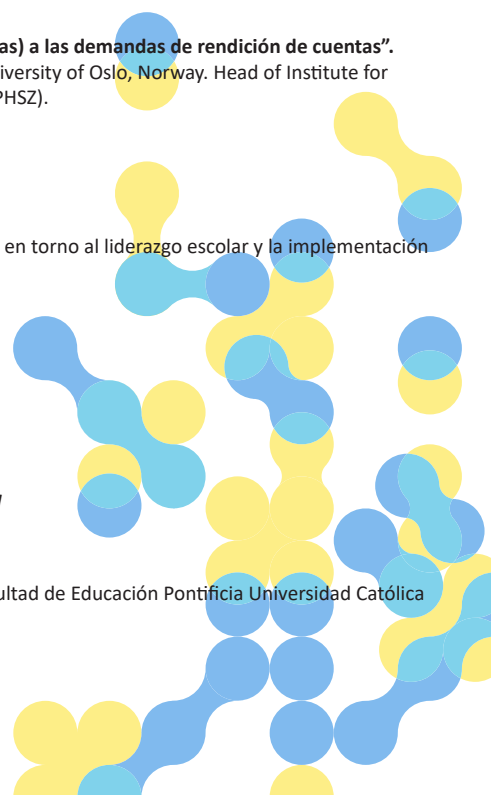 as) a las demandas de rendición de cuentas”.
iversity of Oslo, Norway. Head of Institute for
PHSZ).
en torno al liderazgo escolar y la implementación
ultad de Educación Pontificia Universidad Católica